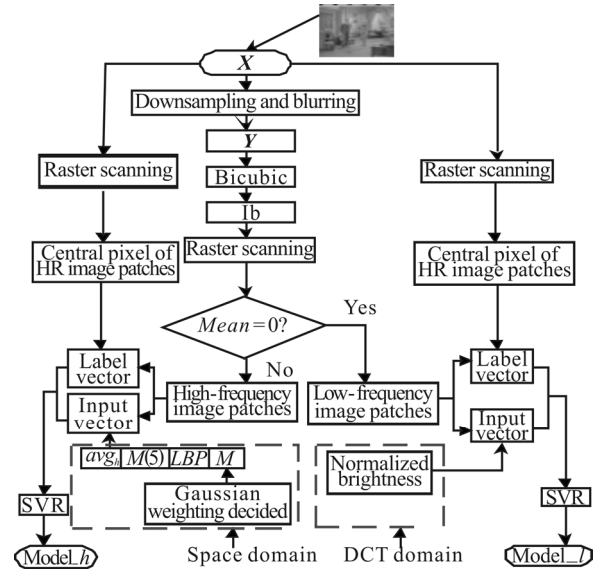 X
Downsampling and blurring
Y
Bicubic
Ib
Raster scanning
Raster scanning
Raster scanning
Central pixel of
HR image patches
Central pixel of
HR image patches
Mean=0?
Yes
No
Label
vector
Input
vector
High-frequency
image patches
Low-frequency
image patches
Label
vector
Input
vector
avgₕ M(5) LBP M
Gaussian
weighting decided
Normalized
brightness
SVR
SVR
Model_h
Space domain
DCT domain
Model_l